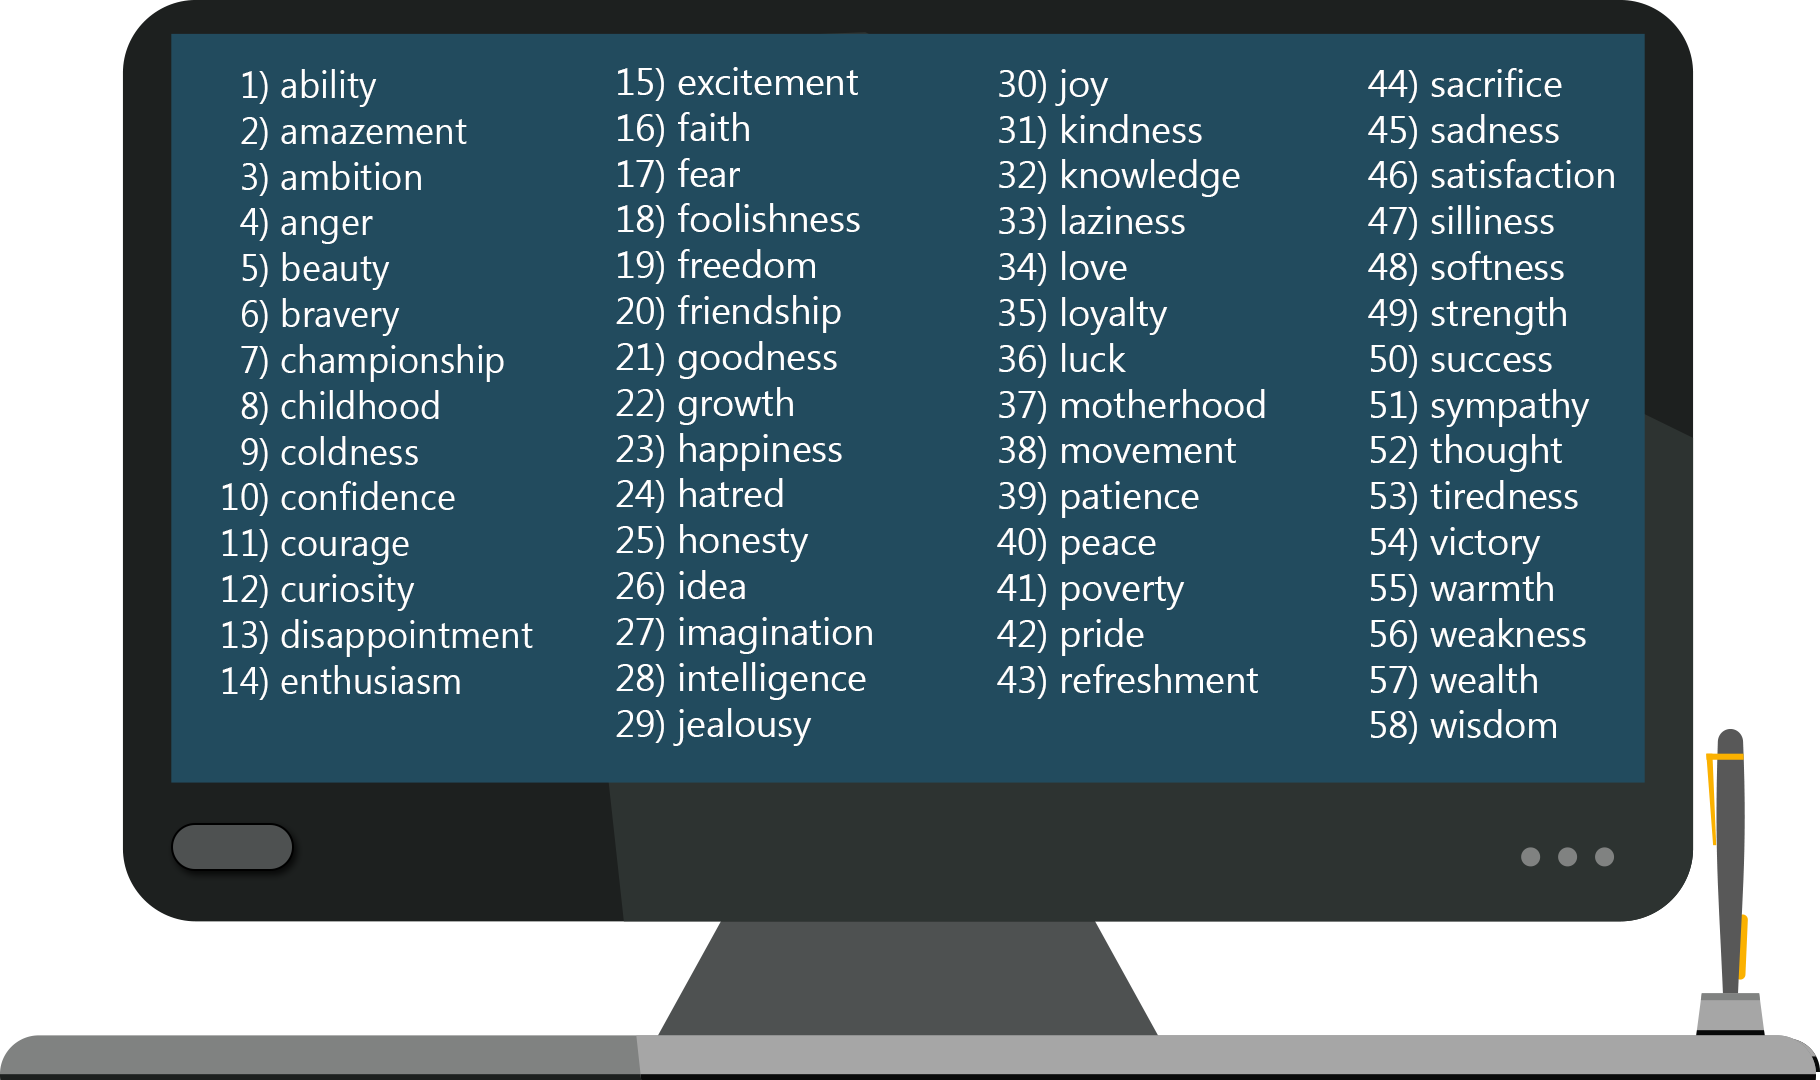 1) ability
2) amazement
3) ambition
4) anger
5) beauty
6) bravery
7) championship
8) childhood
9) coldness
10) confidence
11) courage
12) curiosity
13) disappointment
14) enthusiasm
15) excitement
16) faith
17) fear
18) foolishness
19) freedom
20) friendship
21) goodness
22) growth
23) happiness
24) hatred
25) honesty
26) idea
27) imagination
28) intelligence
29) jealousy
30) joy
31) kindness
32) knowledge
33) laziness
34) love
35) loyalty
36) luck
37) motherhood
38) movement
39) patience
40) peace
41) poverty
42) pride
43) refreshment
44) sacrifice
45) sadness
46) satisfaction
47) silliness
48) softness
49) strength
50) success
51) sympathy
52) thought
53) tiredness
54) victory
55) warmth
56) weakness
57) wealth
58) wisdom